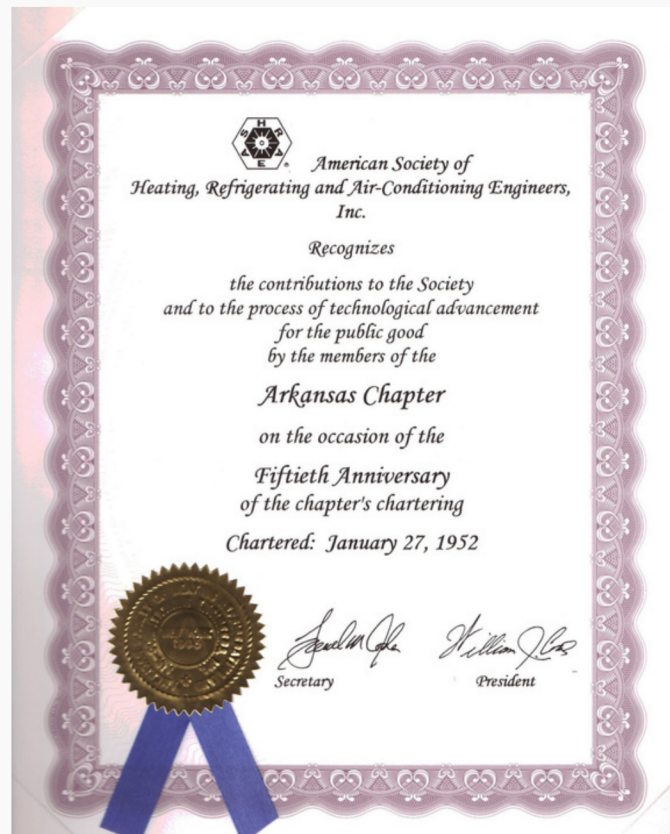 ASHRAE
American Society of
Heating, Refrigerating and Air-Conditioning Engineers,
Inc.
Recognizes
the contributions to the Society
and to the process of technological advancement
for the public good
by the members of the
Arkansas Chapter
on the occasion of the
Fiftieth Anniversary
of the chapter's chartering
Chartered: January 27, 1952
Secretary
William
President